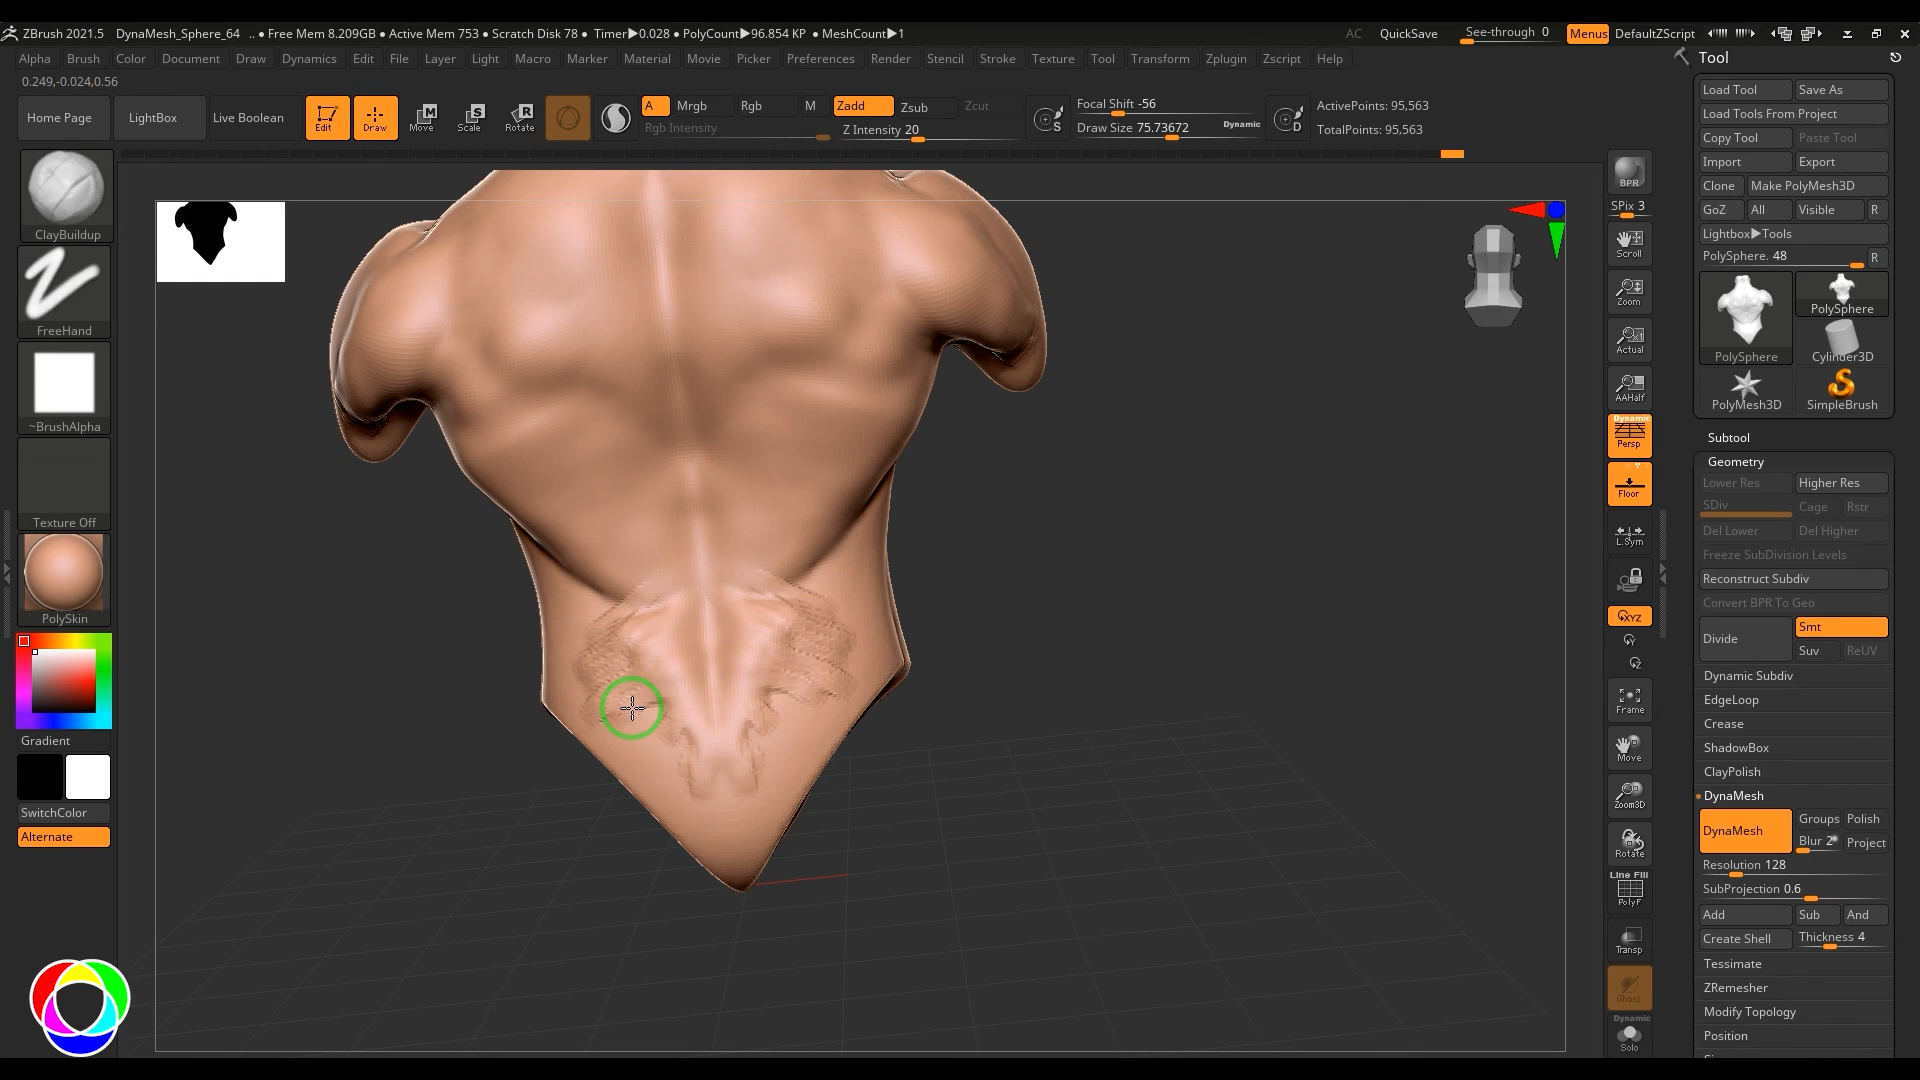 ZBrush 2021.5 DynaMesh_Sphere_64 .. ● Free Mem 8.209GB ● Active Mem 753 ● Scratch Disk 78 ● Timer▶0.028 ● PolyCount▶96.854 KP ● MeshCount▶1 AC QuickSave See-through 0 Menus DefaultZScript
Alpha Brush Color Document Draw Dynamics Edit File Layer Light Macro Marker Material Movie Picker Preferences Render Stencil Stroke Texture Tool Transform Zplugin Zscript Help
0.249,-0.024,0.56
Home Page LightBox Live Boolean Edit Draw Move Scale Rotate
A Mrgb Rgb M Zadd Zsub Zcut
Rgb Intensity Z Intensity 20
S Focal Shift -56
Draw Size 75.73672 Dynamic
D ActivePoints: 95,563
TotalPoints: 95,563
ClayBuildup
FreeHand
~BrushAlpha
Texture Off
PolySkin
Gradient
SwitchColor
Alternate
BPR
SPix 3
Scroll
Zoom
Actual
AAHalf
Dynamic
Persp
Floor
L.Sym
XYZ
Y
Z
Frame
Move
Zoom3D
Rotate
Line Fill
PolyF
Transp
Ghost
Dynamic
Solo
Tool
Load Tool Save As
Load Tools From Project
Copy Tool Paste Tool
Import Export
Clone Make PolyMesh3D
GoZ All Visible R
Lightbox▶Tools
PolySphere. 48 R
PolySphere PolySphere
Cylinder3D
PolyMesh3D SimpleBrush
Subtool
Geometry
Lower Res Higher Res
SDiv Cage Rstr
Del Lower Del Higher
Freeze SubDivision Levels
Reconstruct Subdiv
Convert BPR To Geo
Divide Smt
Suv ReUV
Dynamic Subdiv
EdgeLoop
Crease
ShadowBox
ClayPolish
DynaMesh
DynaMesh Groups Polish
Blur 2 Project
Resolution 128
SubProjection 0.6
Add Sub And
Create Shell Thickness 4
Tessimate
ZRemesher
Modify Topology
Position